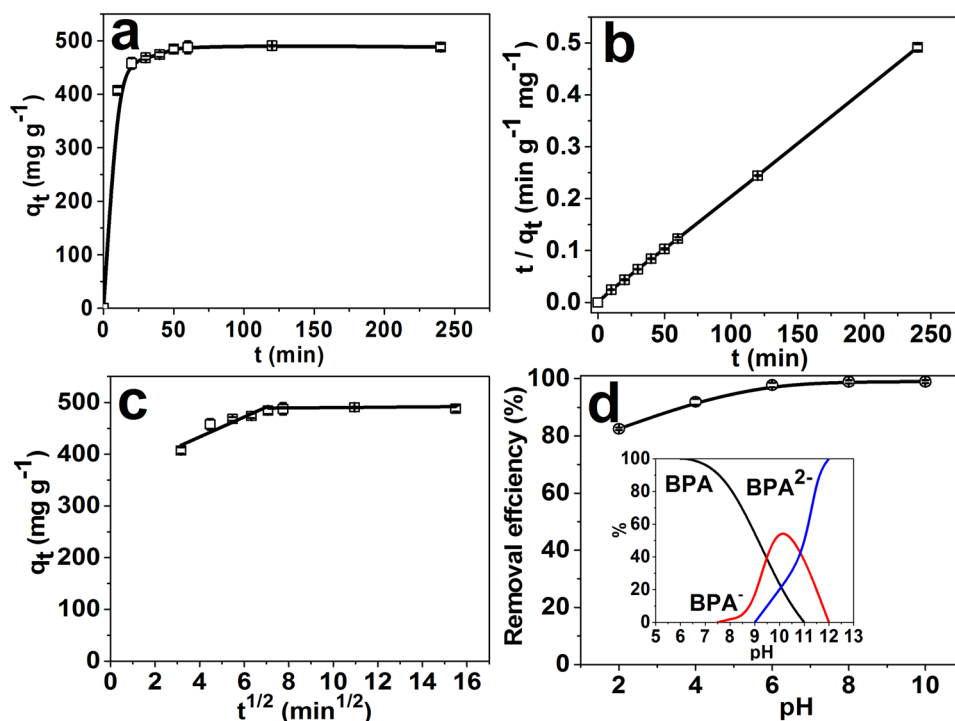 a
500
400
300
200
100
0
qt (mg g-1)
0 50 100 150 200 250
t (min)
b
0.5
0.4
0.3
0.2
0.1
0.0
t / qt (min g-1 mg-1)
0 50 100 150 200 250
t (min)
c
500
400
300
200
100
0
qt (mg g-1)
0 2 4 6 8 10 12 14 16
t1/2 (min1/2)
d
100
80
60
40
20
0
Removal effciency (%)
2 4 6 8 10
pH
100
80
60
40
20
0
%
BPA
BPA2-
BPA-
5 6 7 8 9 10 11 12 13
pH